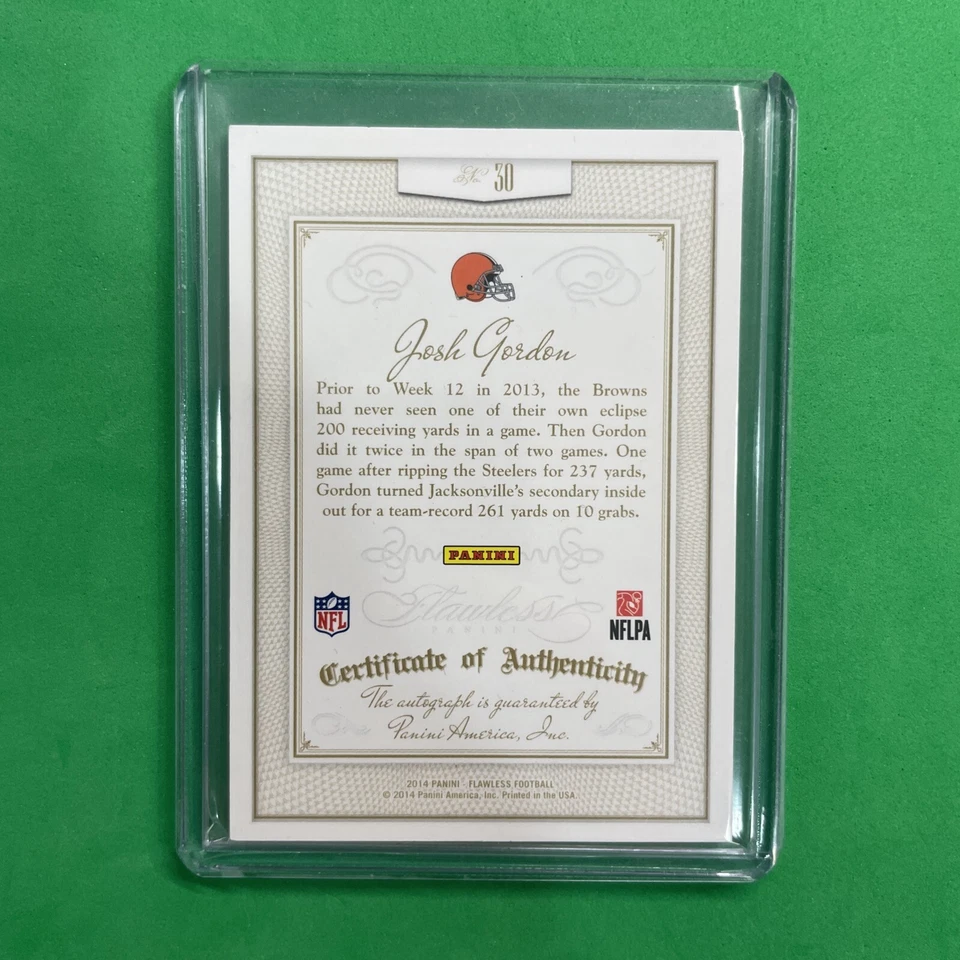 30
Josh Gordon
Prior to Week 12 in 2013, the Browns
had never seen one of their own eclipse
200 receiving yards in a game. Then Gordon
did it twice in the span of two games. One
game after ripping the Steelers for 237 yards,
Gordon turned Jacksonville's secondary inside
out for a team-record 261 yards on 10 grabs.
PANINI
Flawless
PANINI
NFL
NFLPA
Certificate of Authenticity
The autograph is guaranteed by
Panini America, Inc.
2014 PANINI - FLAWLESS FOOTBALL
© 2014 Panini America, Inc. Printed in the USA.